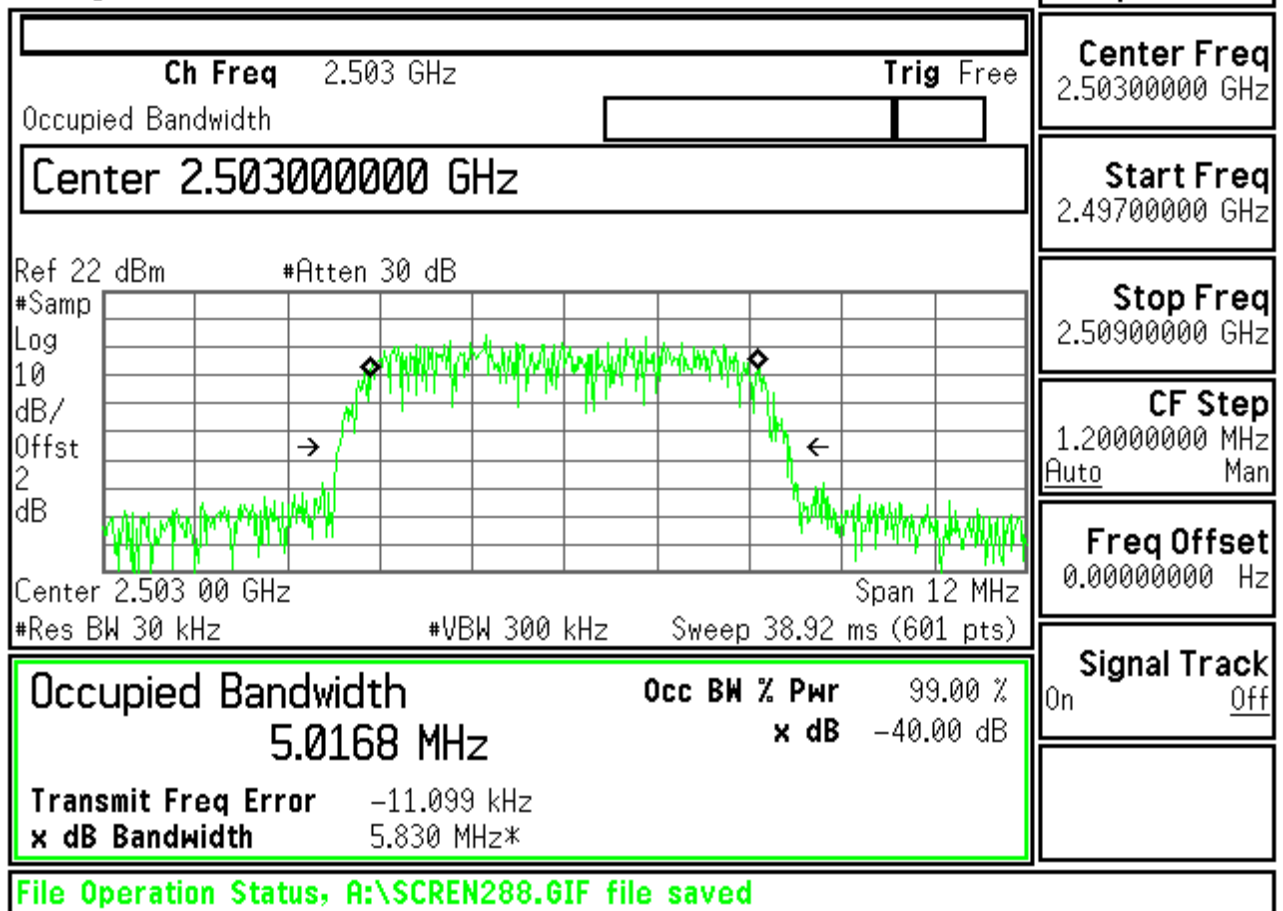 Ch Freq 2.503 GHz Trig Free
Occupied Bandwidth
Center 2.503000000 GHz
Ref 22 dBm #Atten 30 dB
#Samp
Log
10
dB/
Offst
2
dB
Center 2.503 00 GHz Span 12 MHz
#Res BW 30 kHz #VBW 300 kHz Sweep 38.92 ms (601 pts)
Occupied Bandwidth
5.0168 MHz
Occ BW % Pwr 99.00 %
x dB -40.00 dB
Transmit Freq Error -11.099 kHz
x dB Bandwidth 5.830 MHz*
File Operation Status, A:\SCREN288.GIF file saved
Center Freq
2.50300000 GHz
Start Freq
2.49700000 GHz
Stop Freq
2.50900000 GHz
CF Step
1.20000000 MHz
Auto Man
Freq Offset
0.00000000 Hz
Signal Track
On Off